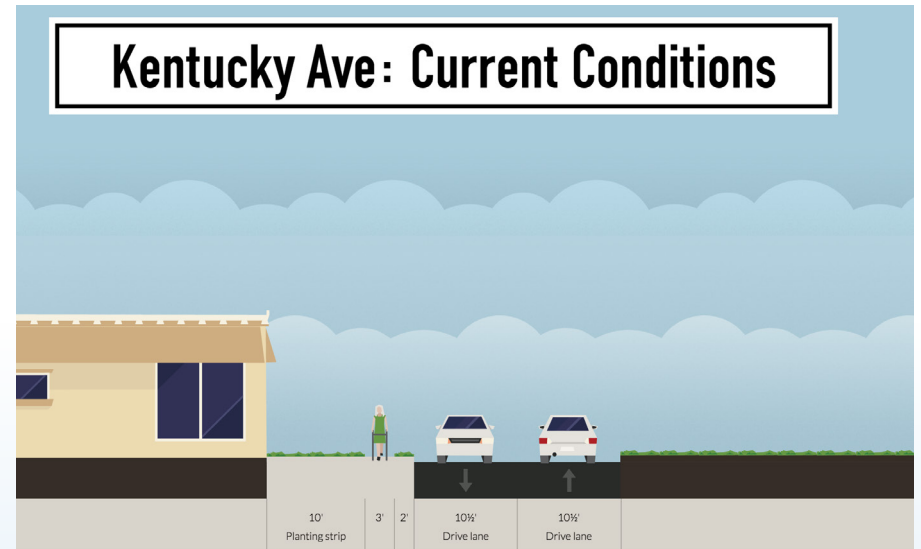 Kentucky Ave: Current Conditions
10' 3' 2' 10½' 10½'
Planting strip Drive lane Drive lane